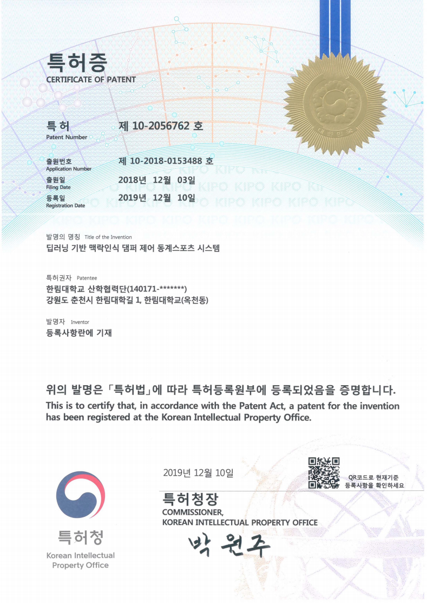 특허증
CERTIFICATE OF PATENT
특 허
Patent Number
제 10-2056762 호
출원번호
Application Number
제 10-2018-0153488 호
출원일
Filing Date
2018년 12월 03일
등록일
Registration Date
2019년 12월 10일
발명의 명칭 Title of the Invention
딥러닝 기반 맥락인식 댐퍼 제어 동계스포츠 시스템
특허권자 Patentee
한림대학교 산학협력단(140171-*******)
강원도 춘천시 한림대학길 1, 한림대학교(옥천동)
발명자 Inventor
등록사항란에 기재
위의 발명은 「특허법」에 따라 특허등록원부에 등록되었음을 증명합니다.
This is to certify that, in accordance with the Patent Act, a patent for the invention
has been registered at the Korean Intellectual Property Office.
2019년 12월 10일
QR코드로 현재기준
등록사항을 확인하세요
특허청장
COMMISSIONER,
KOREAN INTELLECTUAL PROPERTY OFFICE
박원주
특허청
Korean Intellectual
Property Office